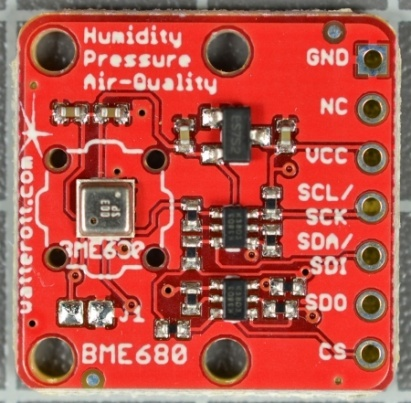 Humidity
Pressure
Air-Quality
GND
NC
VCC
SCL/
SCK
SDA/
SDI
SDO
CS
watterott.com
BME680
J1
BME680